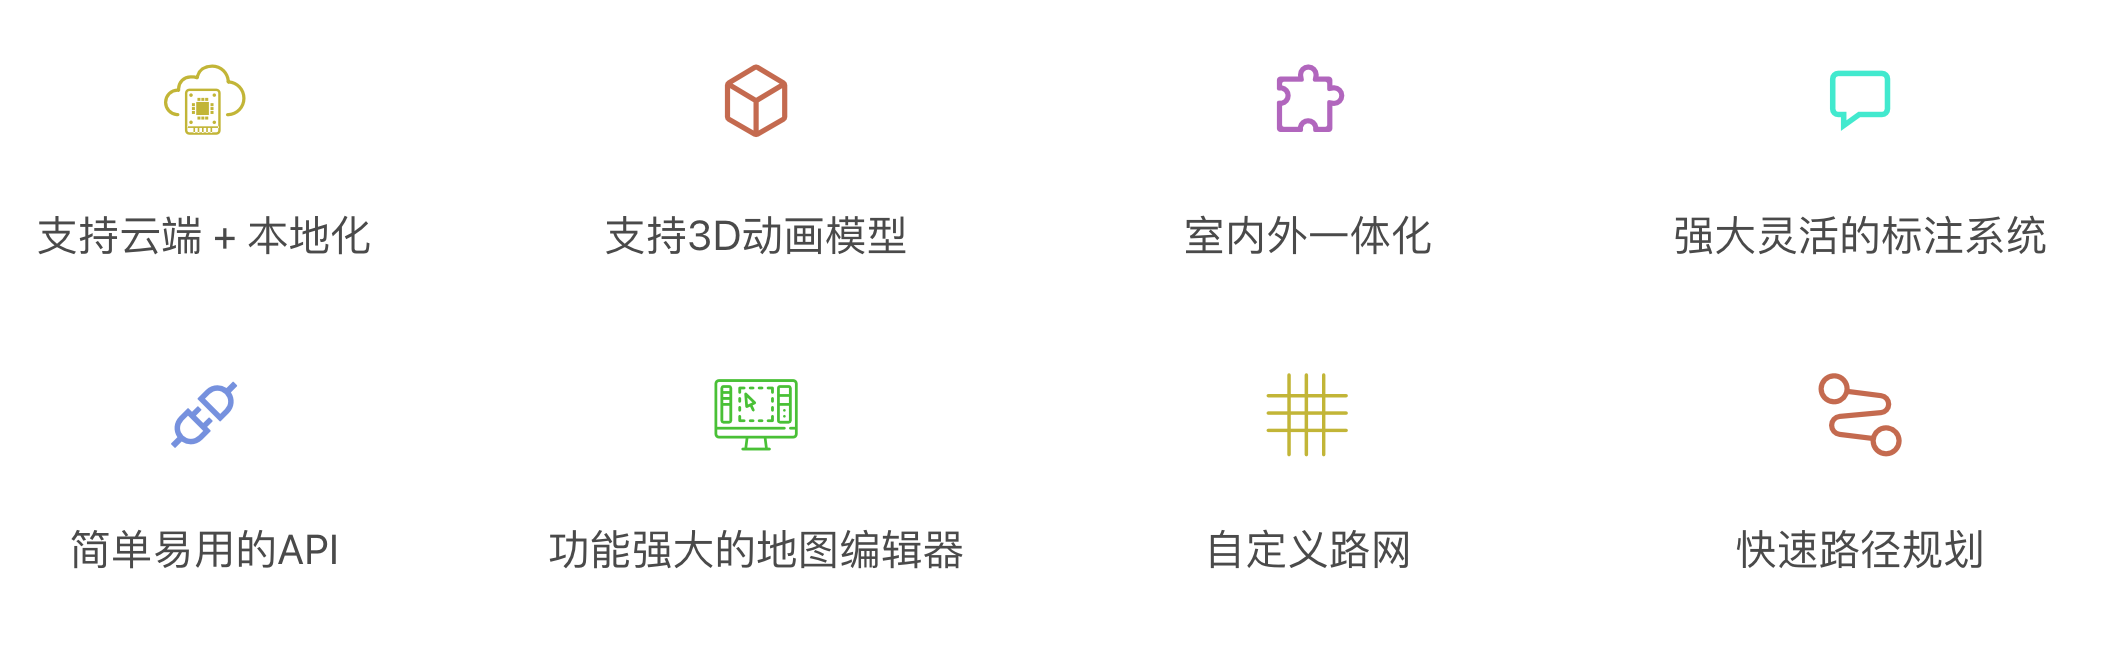 支持云端 + 本地化
支持3D动画模型
室内外一体化
强大灵活的标注系统
简单易用的API
功能强大的地图编辑器
自定义路网
快速路径规划